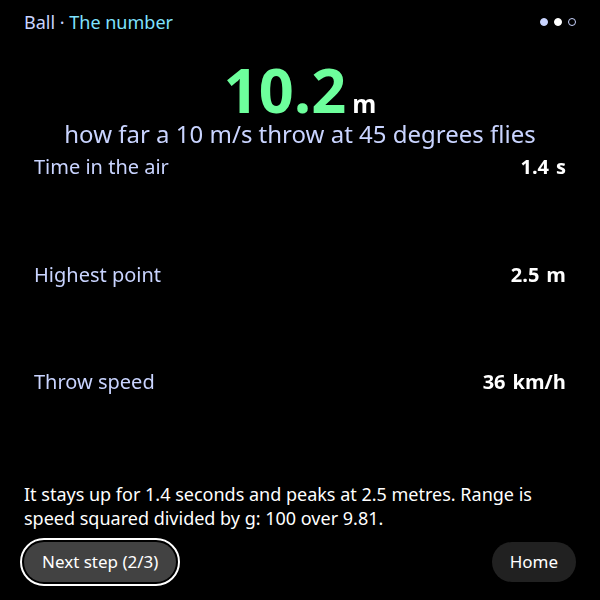 Ball · The number
10.2 m
how far a 10 m/s throw at 45 degrees flies
Time in the air 1.4 s
Highest point 2.5 m
Throw speed 36 km/h
It stays up for 1.4 seconds and peaks at 2.5 metres. Range is
speed squared divided by g: 100 over 9.81.
Next step (2/3) Home